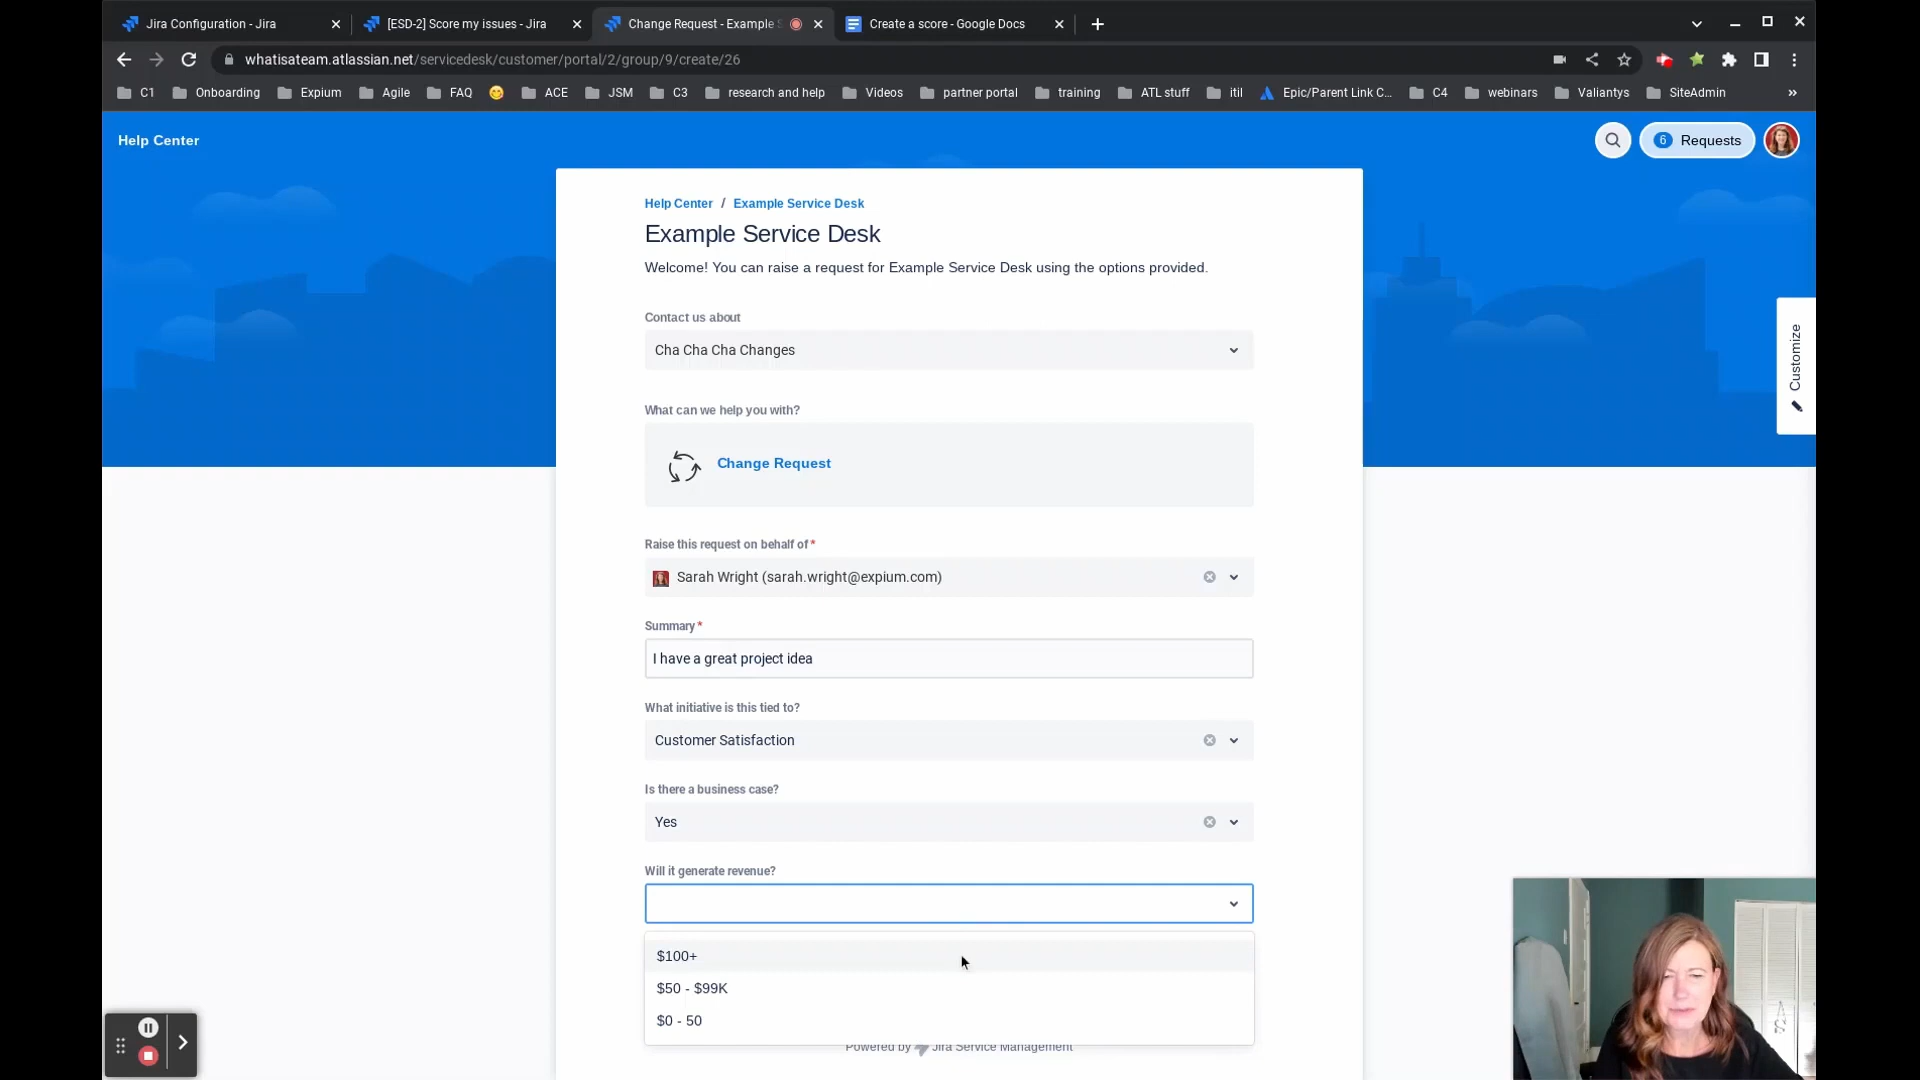 Jira Configuration - Jira
[ESD-2] Score my issues - Jira
Change Request - Example S
Create a score - Google Docs
whatisateam.atlassian.net/servicedesk/customer/portal/2/group/9/create/26
C1
Onboarding
Expium
Agile
FAQ
ACE
JSM
C3
research and help
Videos
partner portal
training
ATL stuff
itil
Epic/Parent Link C...
C4
webinars
Valiantys
SiteAdmin
»
Help Center
6 Requests
Help Center / Example Service Desk
Example Service Desk
Welcome! You can raise a request for Example Service Desk using the options provided.
Customize
Contact us about
Cha Cha Cha Changes
What can we help you with?
Change Request
Raise this request on behalf of*
Sarah Wright (sarah.wright@expium.com)
Summary*
I have a great project idea
What initiative is this tied to?
Customer Satisfaction
Is there a business case?
Yes
Will it generate revenue?
$100+
$50 - $99K
$0 - 50
Powered by Jira Service Management